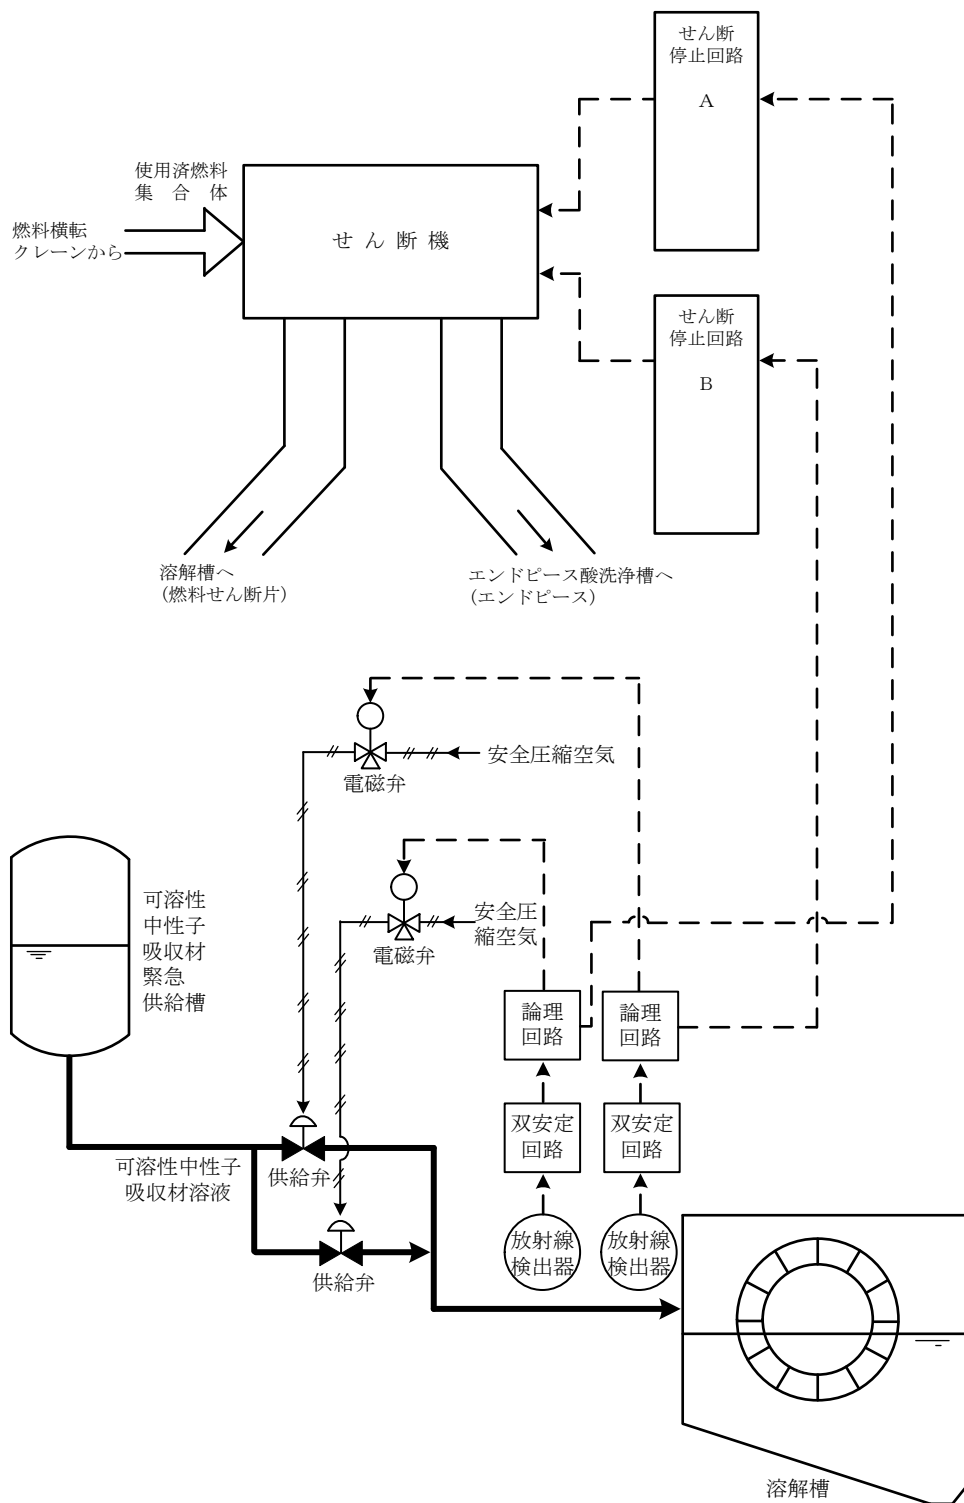 せん断
停止回路
A
使用済燃料
集合体
燃料横転
クレーンから
せん断機
せん断
停止回路
B
溶解槽へ
(燃料せん断片)
エンドピース酸洗浄槽へ
(エンドピース)
安全圧縮空気
電磁弁
可溶性
中性子
吸収材
緊急
供給槽
安全圧
縮空気
電磁弁
論理
回路
論理
回路
双安定
回路
双安定
回路
可溶性中性子
吸収材溶液
供給弁
供給弁
放射線
検出器
放射線
検出器
溶解槽